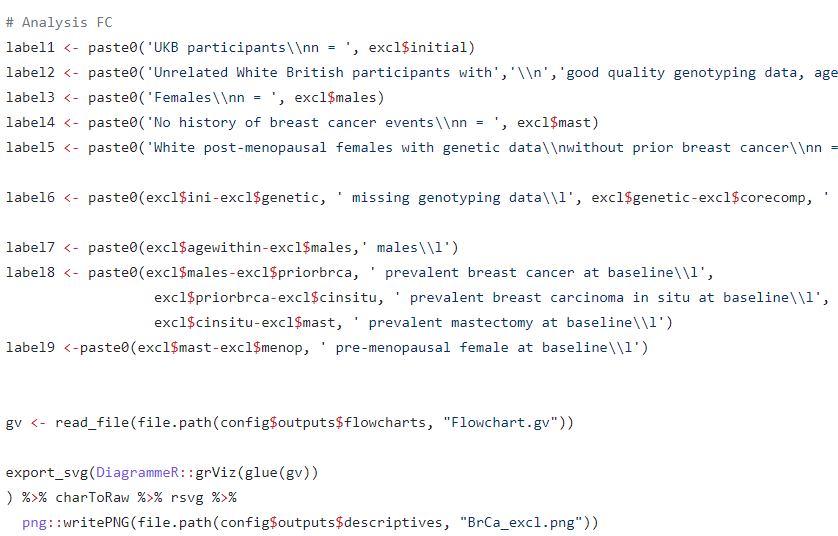 # Analysis FC
label1 <- paste0('UKB participants\\nn = ', excl$initial)
label2 <- paste0('Unrelated White British participants with','\\n','good quality genotyping data, age
label3 <- paste0('Females\\nn = ', excl$males)
label4 <- paste0('No history of breast cancer events\\nn = ', excl$mast)
label5 <- paste0('White post-menopausal females with genetic data\\nwithout prior breast cancer\\nn =
label6 <- paste0(excl$ini-excl$genetic, ' missing genotyping data\\l', excl$genetic-excl$corecomp, '
label7 <- paste0(excl$agewithin-excl$males,' males\\l')
label8 <- paste0(excl$males-excl$priorbrca, ' prevalent breast cancer at baseline\\l',
excl$priorbrca-excl$cinsitu, ' prevalent breast carcinoma in situ at baseline\\l',
excl$cinsitu-excl$mast, ' prevalent mastectomy at baseline\\l')
label9 <-paste0(excl$mast-excl$menop, ' pre-menopausal female at baseline\\l')
gv <- read_file(file.path(config$outputs$flowcharts, "Flowchart.gv"))
export_svg(DiagrammeR::grViz(glue(gv))
) %>% charToRaw %>% rsvg %>%
png::writePNG(file.path(config$outputs$descriptives, "BrCa_excl.png"))